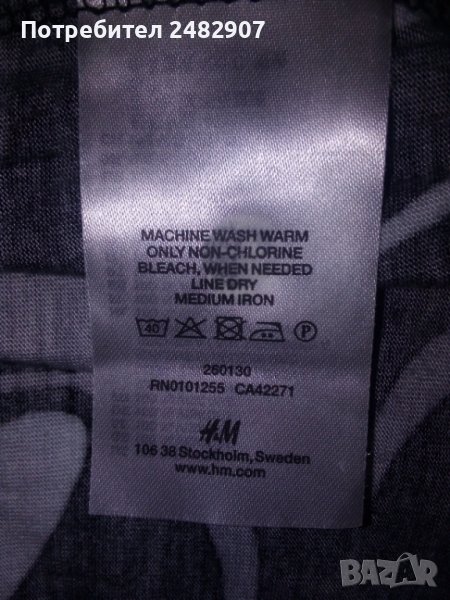 Потребител 2482907
MACHINE WASH WARM
ONLY NON-CHLORINE
BLEACH, WHEN NEEDED
LINE DRY
MEDIUM IRON
40 P
260130
RN0101255 CA42271
H&M
106 38 Stockholm, Sweden
www.hm.com
BAZAR